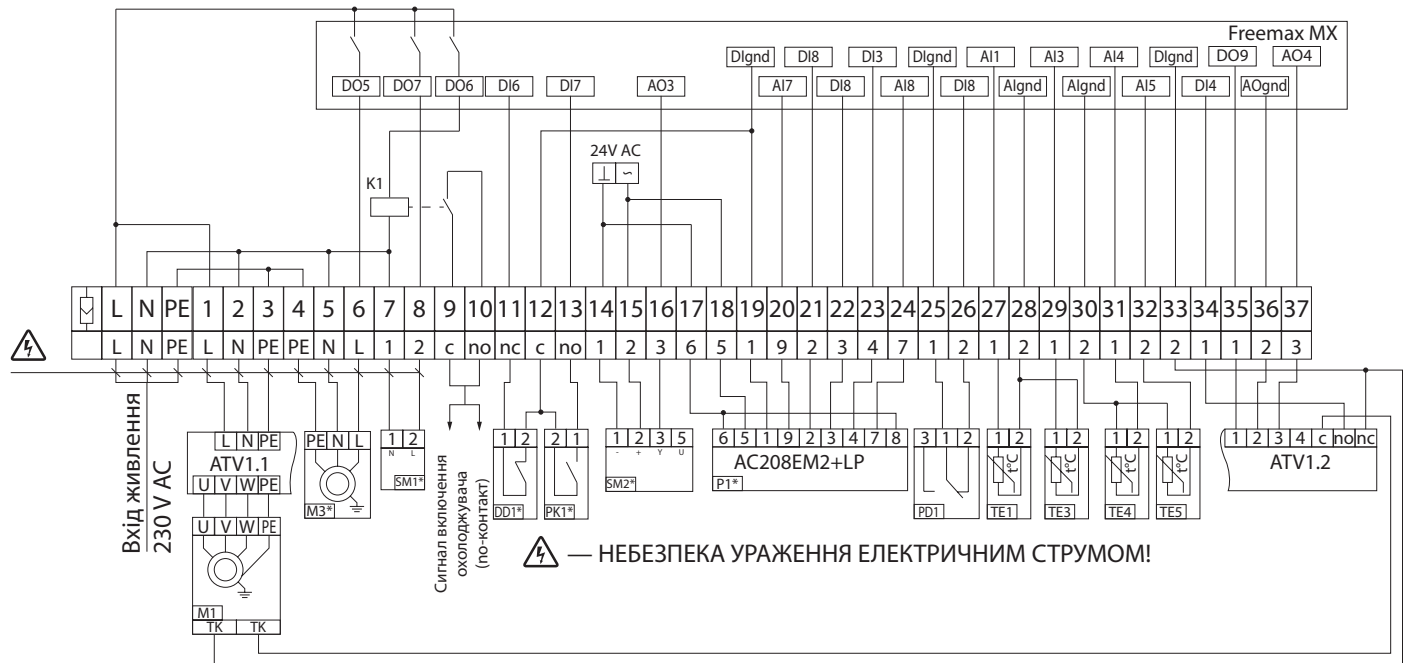 Freemax MX
DIgnd DI8 DI3 DIgnd AI1 AI3 AI4 DIgnd DO9 AO4
DO5 DO7 DO6 DI6 DI7 AO3 AI7 DI8 AI8 DI8 AIgnd AIgnd AI5 DI4 AOgnd
24V AC
⊥ ~
K1
L N PE 1 2 3 4 5 6 7 8 9 10 11 12 13 14 15 16 17 18 19 20 21 22 23 24 25 26 27 28 29 30 31 32 33 34 35 36 37
L N PE L N PE PE N L 1 2 c no nc c no 1 2 3 6 5 1 9 2 3 4 7 1 2 1 2 1 2 1 2 2 1 1 2 3
Вхід живлення
230 V AC
L N PE
ATV1.1
U V W PE
U V W PE
M1
TK TK
PE N L
M3*
1 2
N L
SM1*
Сигнал включення
охолоджувача
(no-контакт)
1 2
DD1*
2 1
PK1*
1 2 3 5
- + Y U
SM2*
6 5 1 9 2 3 4 7 8
AC208EM2+LP
P1*
3 1 2
PD1
1 2
t°C
TE1
1 2
t°C
TE3
1 2
t°C
TE4
1 2
t°C
TE5
1 2 3 4 c no nc
ATV1.2
— НЕБЕЗПЕКА УРАЖЕННЯ ЕЛЕКТРИЧНИМ СТРУМОМ!